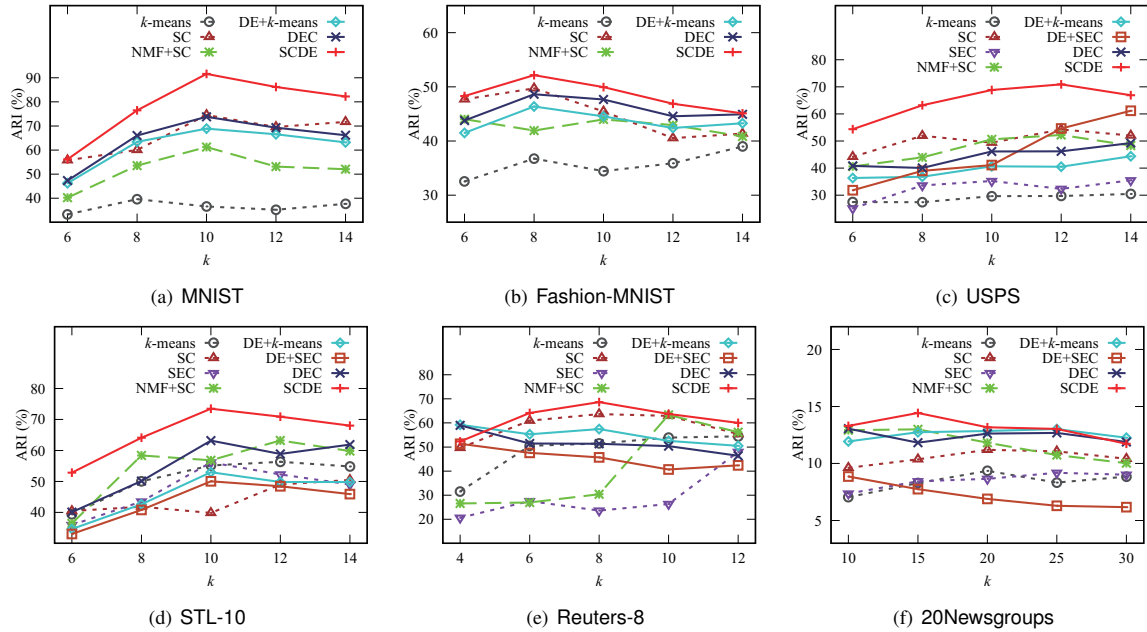 k-means
SC
NMF+SC
DE+k-means
DEC
SCDE
ARI (%)
90
80
70
60
50
40
6 8 10 12 14
k
(a) MNIST
k-means
SC
NMF+SC
DE+k-means
DEC
SCDE
ARI (%)
60
50
40
30
6 8 10 12 14
k
(b) Fashion-MNIST
k-means
SC
SEC
NMF+SC
DE+k-means
DE+SEC
DEC
SCDE
ARI (%)
80
70
60
50
40
30
6 8 10 12 14
k
(c) USPS
k-means
SC
SEC
NMF+SC
DE+k-means
DE+SEC
DEC
SCDE
ARI (%)
80
70
60
50
40
6 8 10 12 14
k
(d) STL-10
k-means
SC
SEC
NMF+SC
DE+k-means
DE+SEC
DEC
SCDE
ARI (%)
80
70
60
50
40
30
20
4 6 8 10 12
k
(e) Reuters-8
k-means
SC
SEC
NMF+SC
DE+k-means
DE+SEC
DEC
SCDE
ARI (%)
20
15
10
5
10 15 20 25 30
k
(f) 20Newsgroups